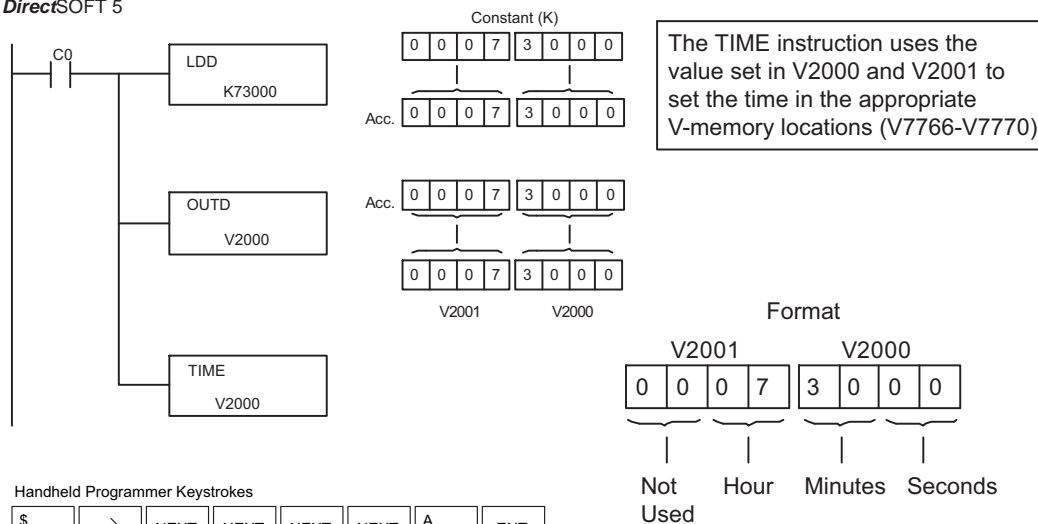 DirectSOFT 5
C0
LDD
K73000
OUTD
V2000
TIME
V2000
Constant (K)
0 0 0 7 3 0 0 0
Acc. 0 0 0 7 3 0 0 0
Acc. 0 0 0 7 3 0 0 0
0 0 0 7 3 0 0 0
V2001 V2000
The TIME instruction uses the
value set in V2000 and V2001 to
set the time in the appropriate
V-memory locations (V7766-V7770)
Format
V2001 V2000
0 0 0 7 3 0 0 0
Not Hour Minutes Seconds
Used
Handheld Programmer Keystrokes
$ NEXT NEXT NEXT NEXT A ENT